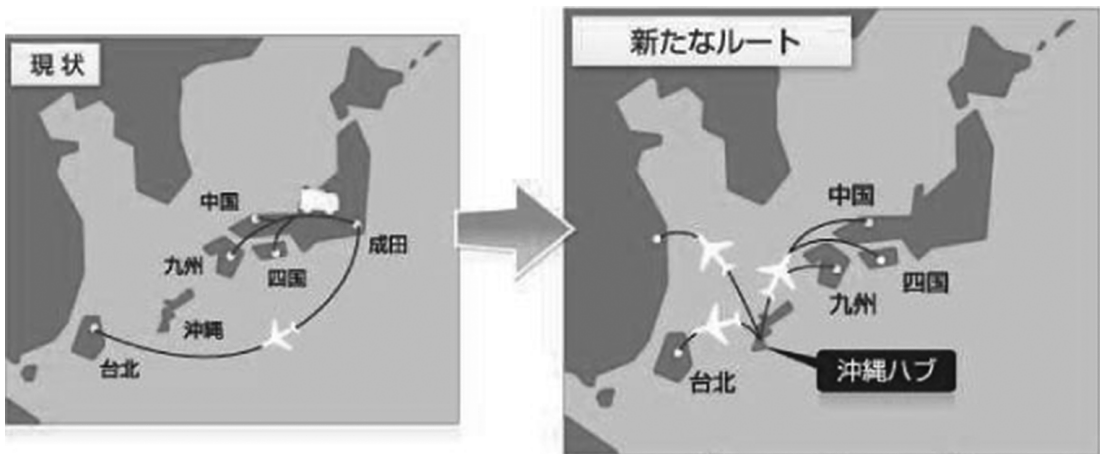 現状
中国
成田
九州
四国
沖縄
台北
新たなルート
中国
四国
九州
沖縄ハブ
台北